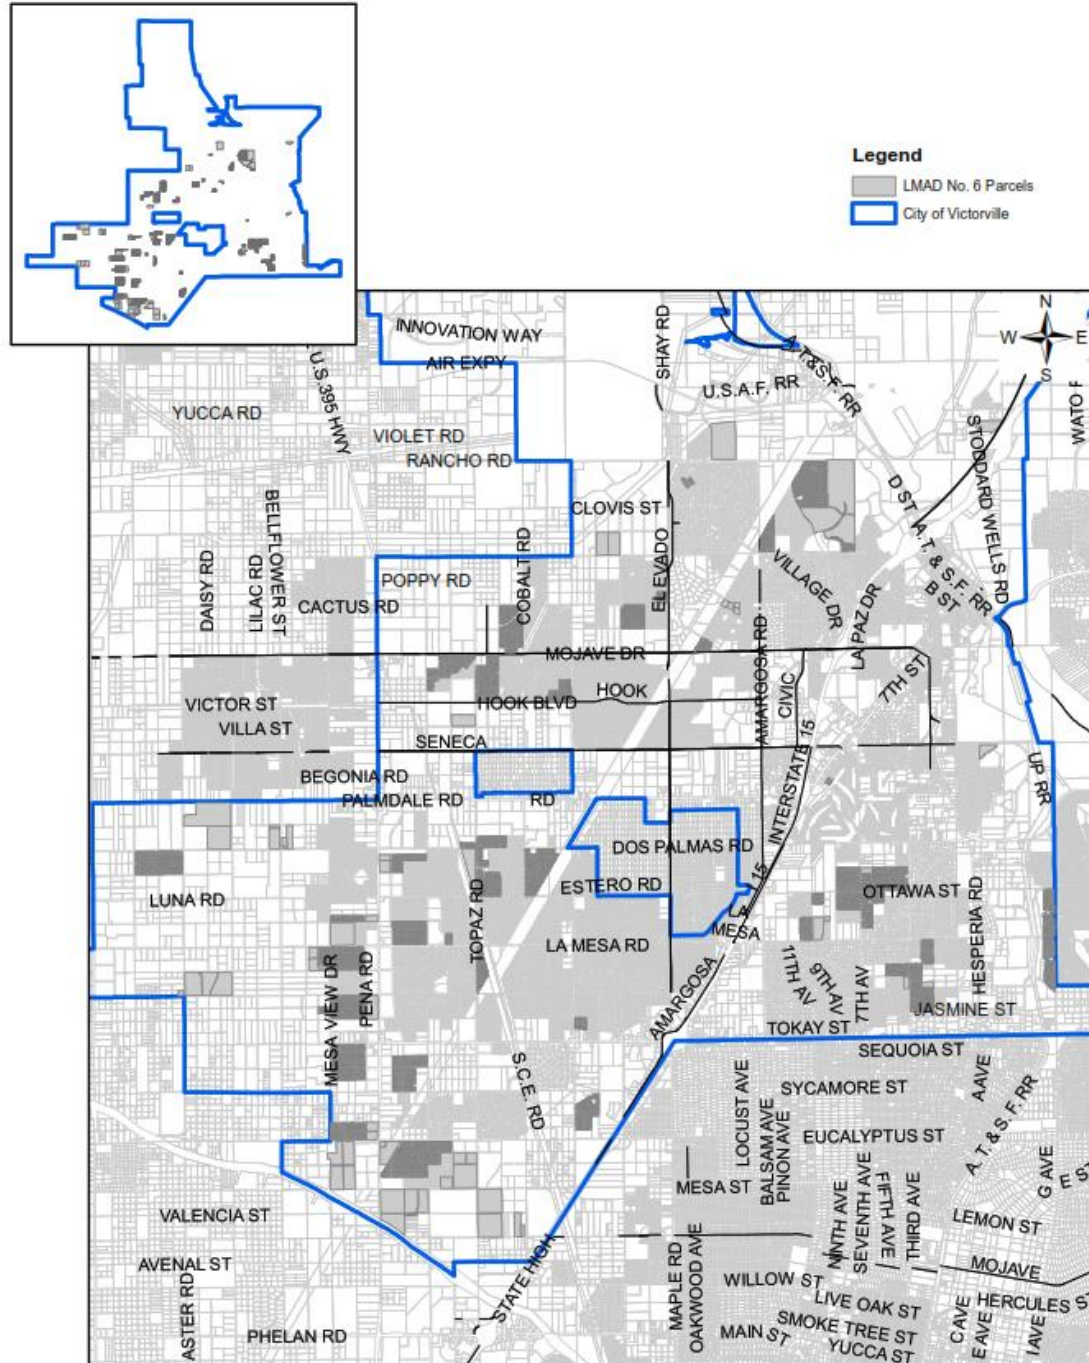 Legend
LMAD No. 6 Parcels
City of Victorville
N
W
E
S
INNOVATION WAY
AIR EXPY
SHAY RD
A.T.&S.F. RR
U.S.A.F. RR
U.S.395 HWY
YUCCA RD
VIOLET RD
RANCHO RD
STODDARD WELLS RD
D ST
A.T. & S.F. RR
B ST
CLOVIS ST
BELLFLOWER ST
DAISY RD
LILAC RD
COBALT RD
EL EVADO
POPPY RD
CACTUS RD
VILLAGE DR
LA PAZ DR
MOJAVE DR
AMARGOSA RD
CIVIC
7TH ST
VICTOR ST
HOOK BLVD
HOOK
VILLA ST
SENECA
INTERSTATE 15
UP RR
BEGONIA RD
PALMDALE RD
RD
DOS PALMAS RD
ESTERO RD
I 15
OTTAWA ST
LUNA RD
TOPAZ RD
LA MESA RD
LA
MESA
HESPERIA RD
MESA VIEW DR
PENA RD
AMARGOSA
11TH AV
9TH AV
7TH AV
JASMINE ST
TOKAY ST
SEQUOIA ST
S.C.E. RD
LOCUST AVE
SYCAMORE ST
A AVE
A.T.& S.F. RR
BALSAM AVE
PINON AVE
EUCALYPTUS ST
G AVE
E ST
MESA ST
NINTH AVE
SEVENTH AVE
FIFTH AVE
THIRD AVE
VALENCIA ST
LEMON ST
AVENAL ST
ASTER RD
STATE HIGH
MAPLE RD
OAKWOOD AVE
MOJAVE
WILLOW ST
LIVE OAK ST
HERCULES S
SMOKE TREE ST
PHELAN RD
MAIN ST
YUCCA ST
C AVE
E AVE
I AVE